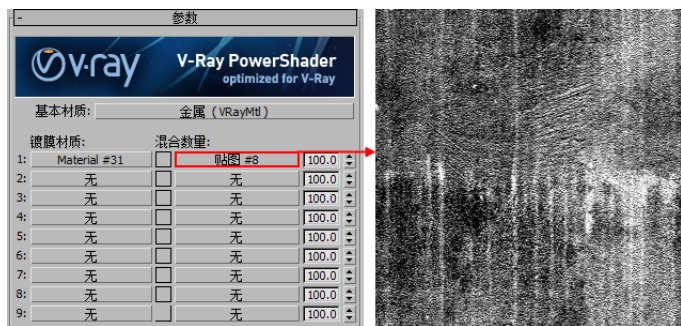 参数
v·ray
V-Ray PowerShader
optimized for V-Ray
基本材质: 金属 (VRayMtl)
镀膜材质: 混合数量:
1: Material #31 贴图 #8 100.0
2: 无 无 100.0
3: 无 无 100.0
4: 无 无 100.0
5: 无 无 100.0
6: 无 无 100.0
7: 无 无 100.0
8: 无 无 100.0
9: 无 无 100.0